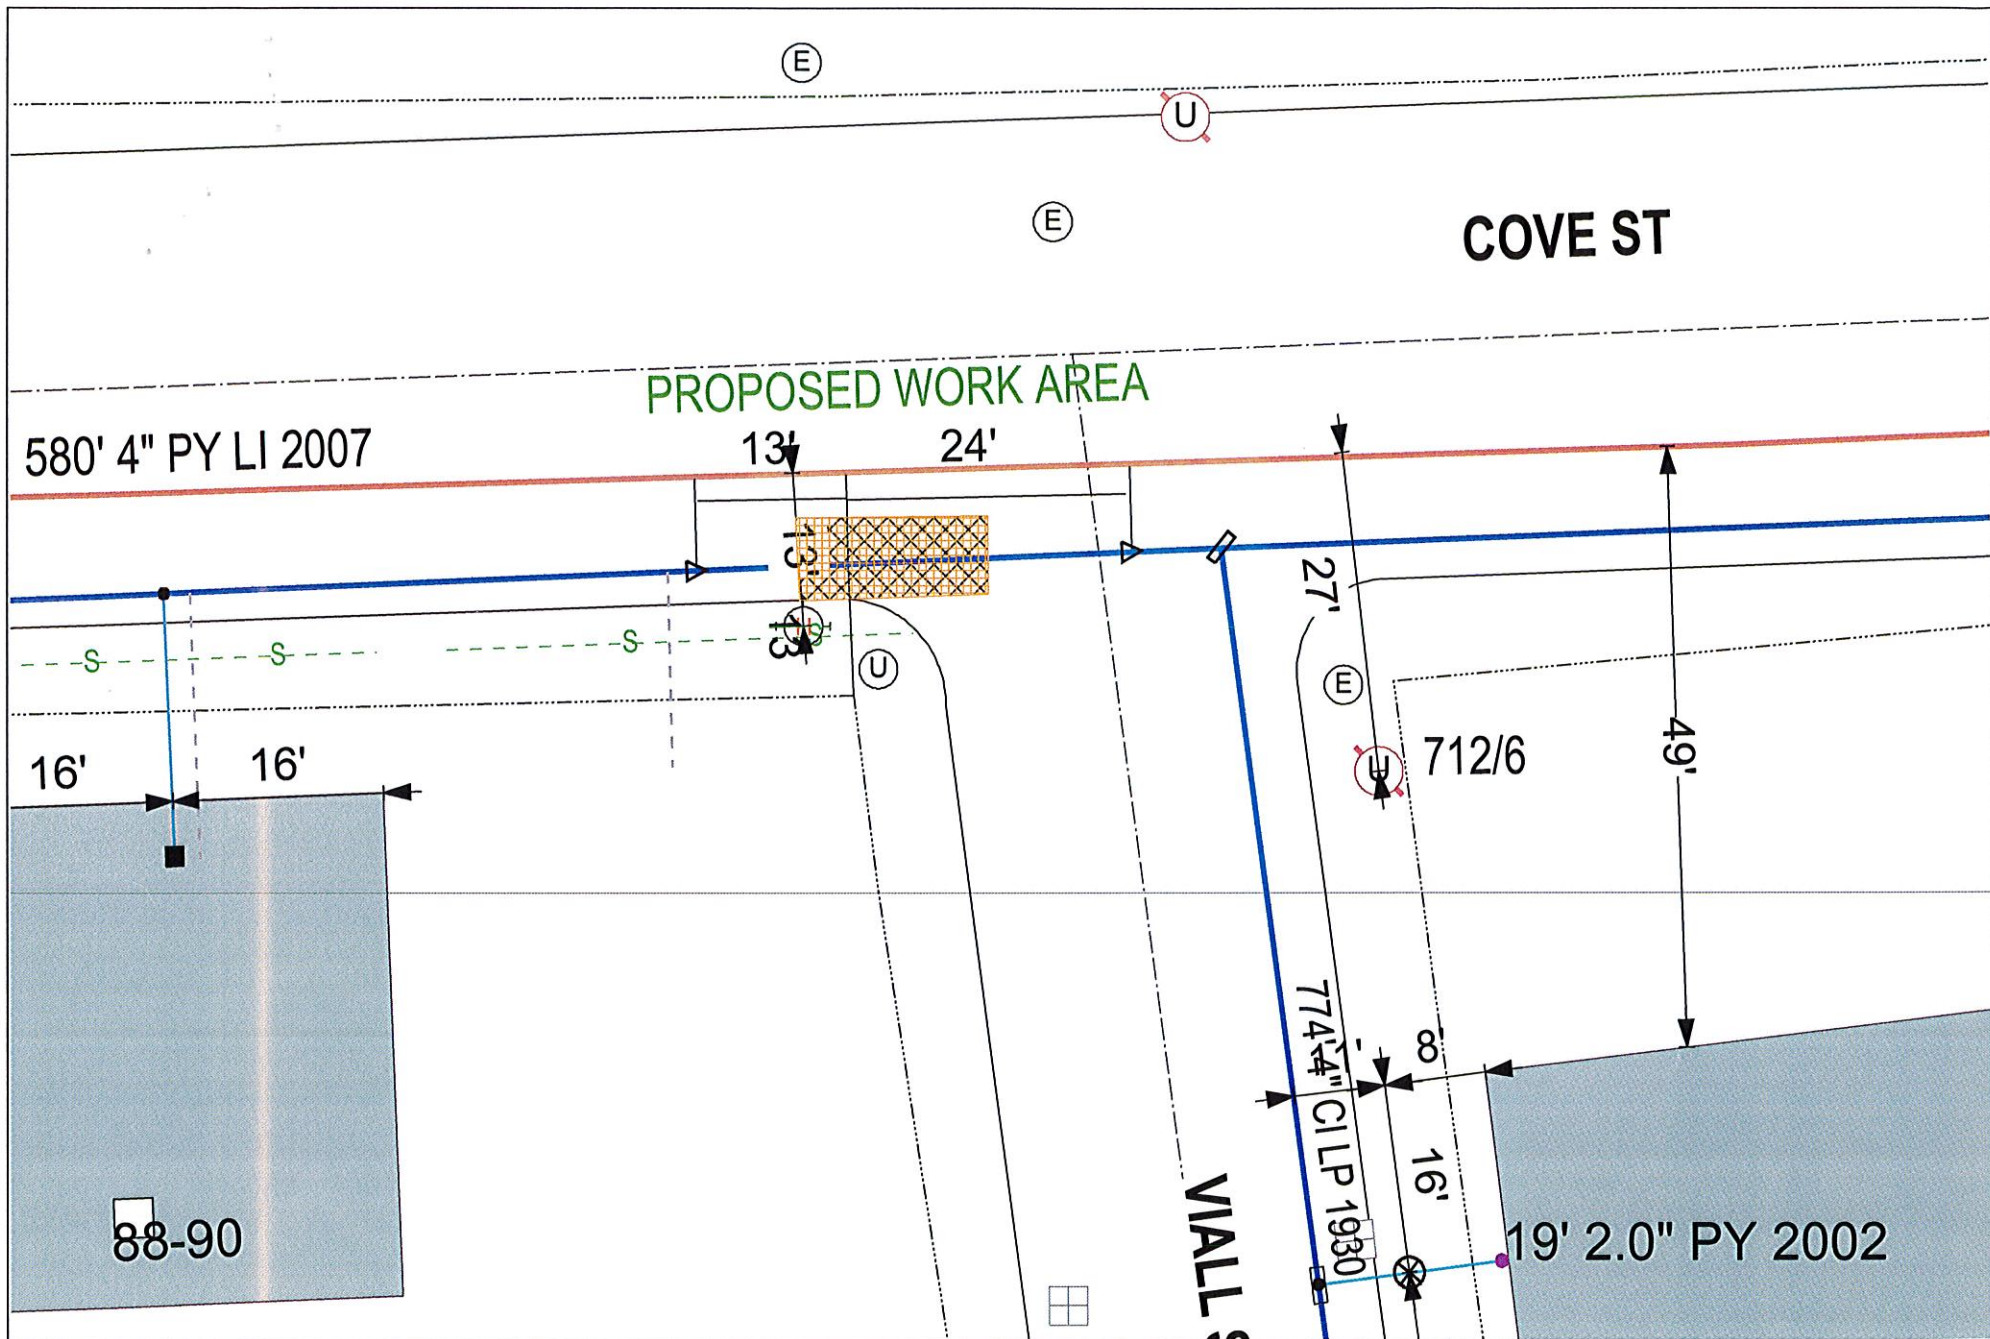 E
U
E
COVE ST
PROPOSED WORK AREA
580' 4" PY LI 2007
13'
24'
13'
27'
S
S
S
S
13
U
E
16'
16'
U
712/6
49'
8'
774' 4" CI LP 1930
16'
88-90
VIALL S
19' 2.0" PY 2002